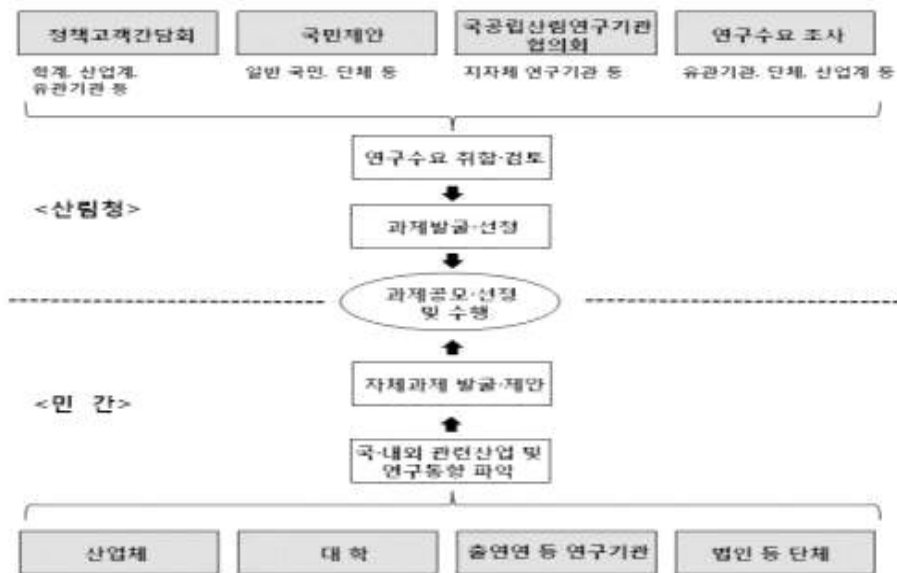 정책고객간담회
국민제안
국공립산림연구기관
협의회
연구수요 조사
학계, 산업계,
유관기관 등
일반 국민, 단체 등
지자체 연구기관 등
유관기관, 단체, 산업계 등
연구수요 취합·검토
<산림청>
과제발굴·선정
과제공모·선정
및 수행
자체과제 발굴·제안
<민 간>
국·내외 관련산업 및
연구동향 파악
산업체
대 학
출연연 등 연구기관
법인 등 단체